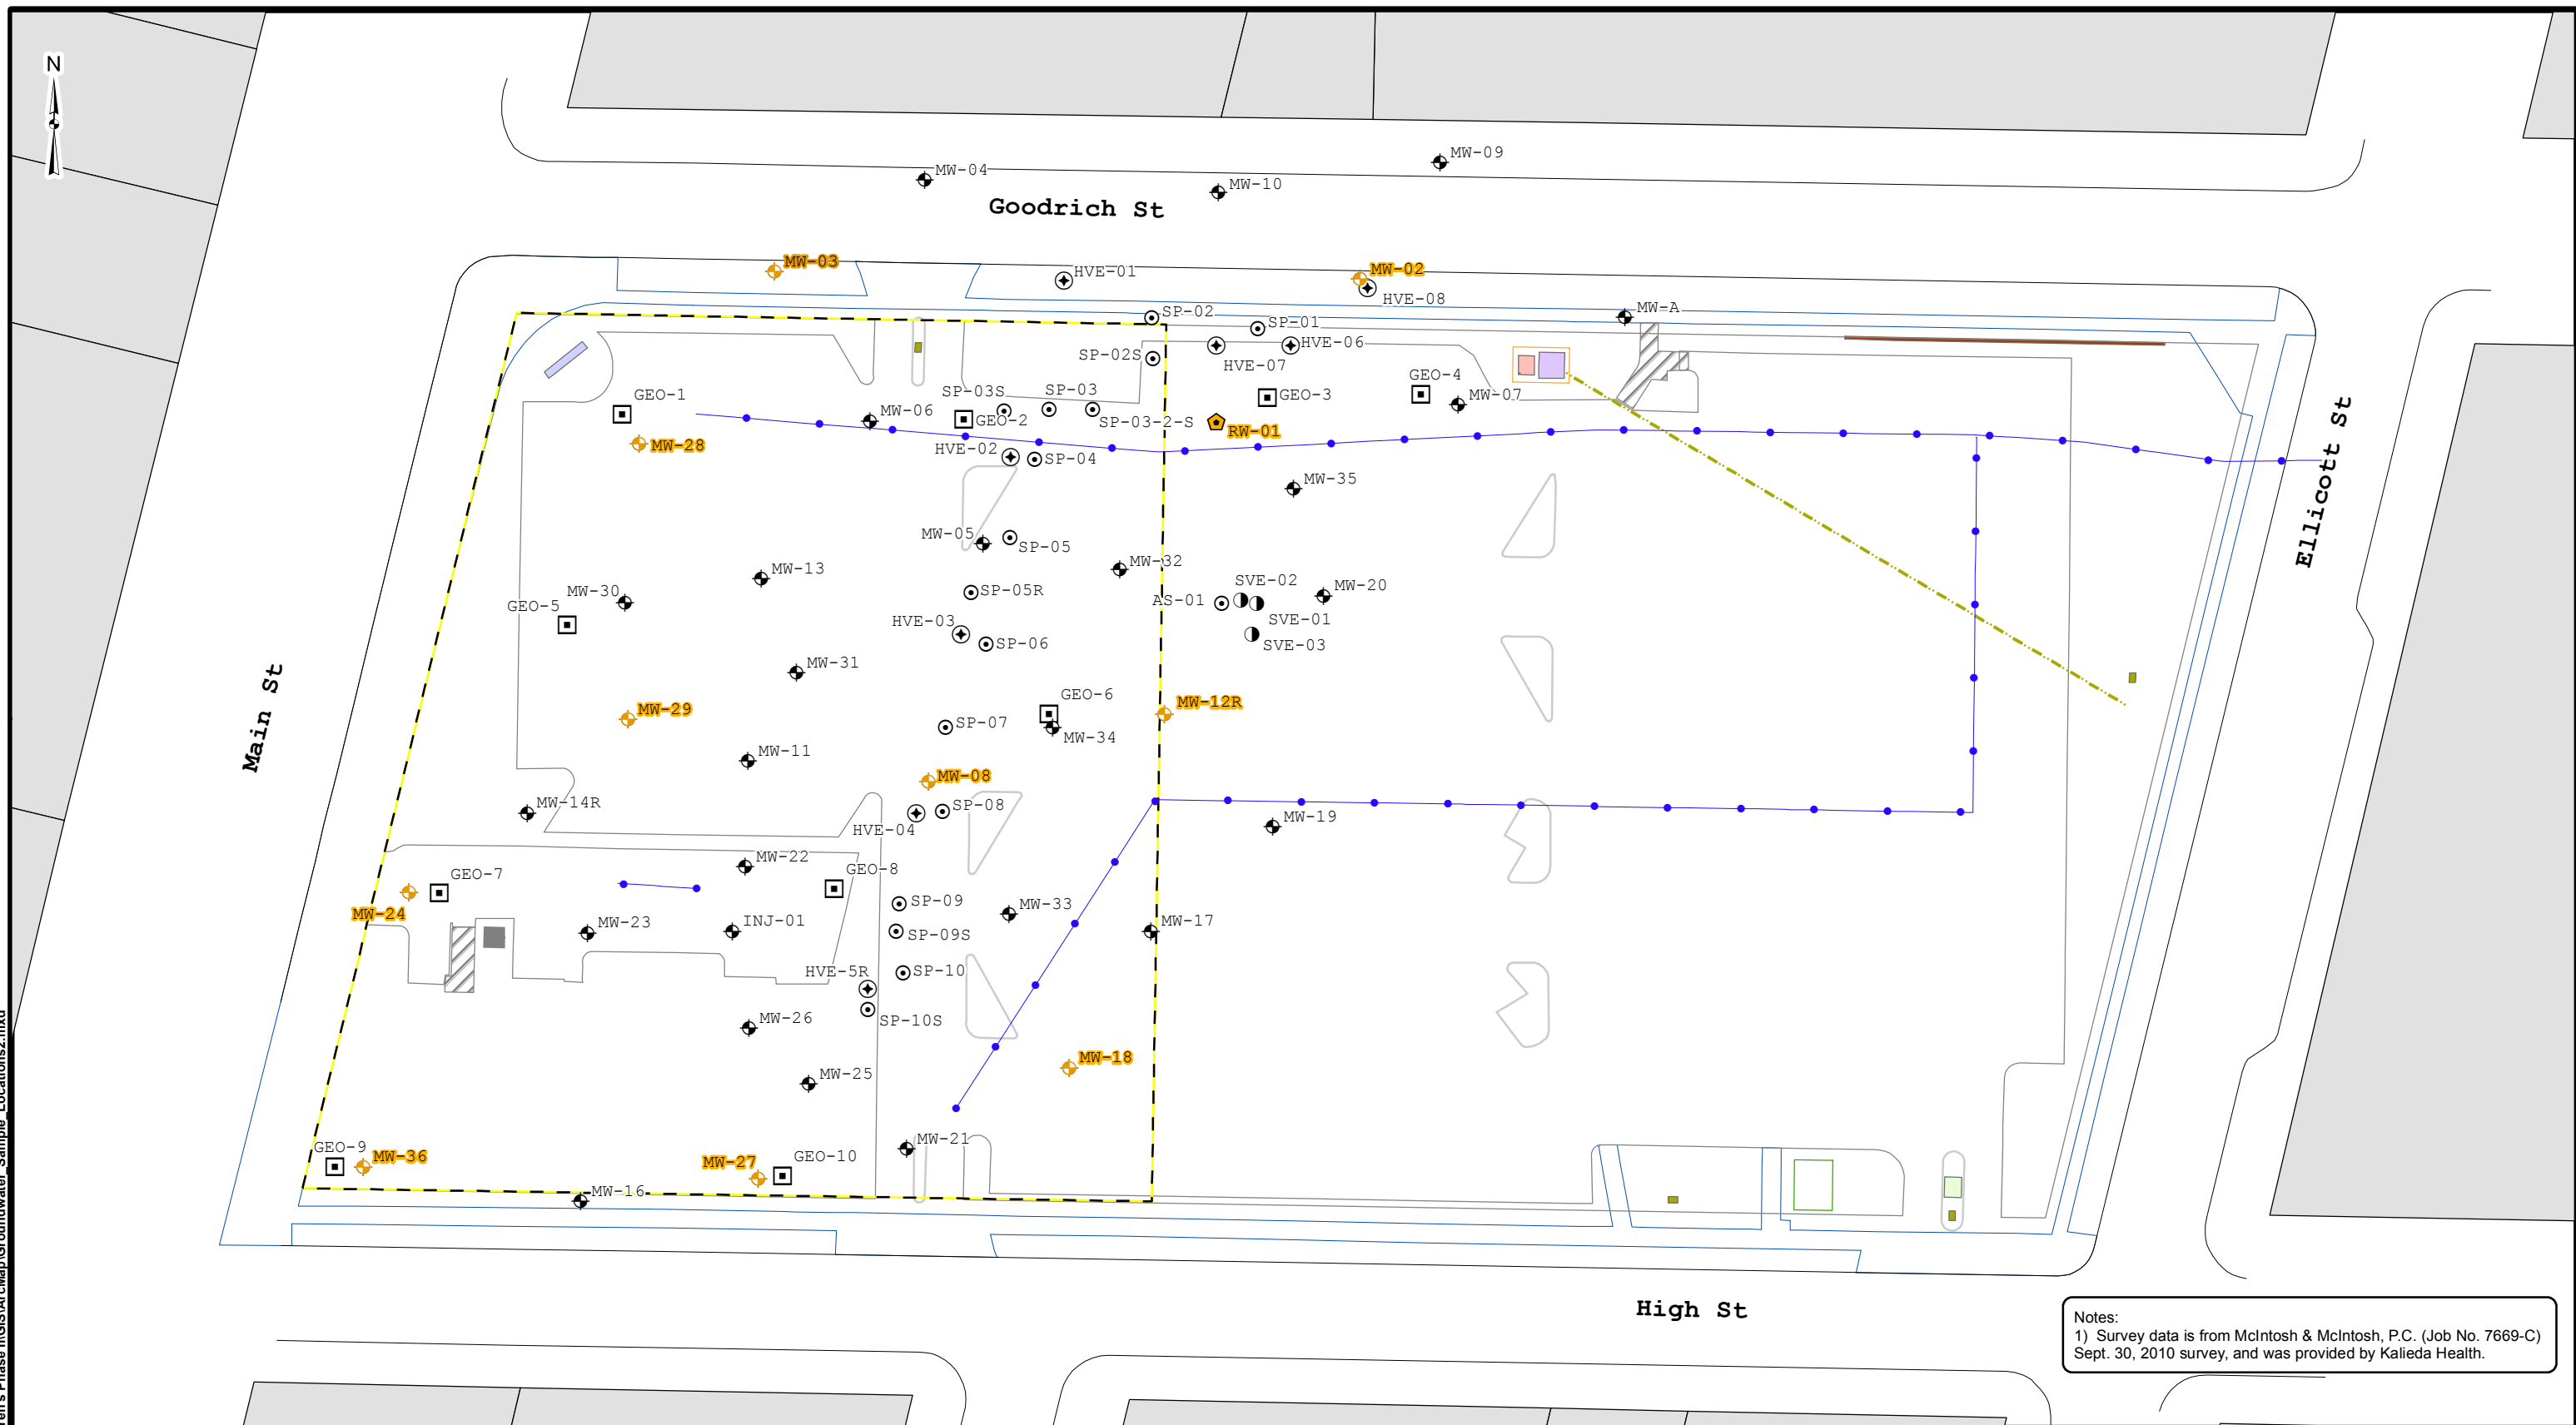 N
MW-09
MW-04
MW-10
Goodrich St
MW-03
HVE-01
MW-02
HVE-08
SP-02
MW-A
SP-01
HVE-06
SP-02S
HVE-07
GEO-4
GEO-1
SP-03S
SP-03
GEO-3
MW-07
MW-06
GEO-2
SP-03-2-S
RW-01
MW-28
HVE-02
SP-04
MW-35
Ellicott St
MW-05
SP-05
MW-32
MW-13
SVE-02
MW-20
MW-30
SP-05R
AS-01
GEO-5
SVE-01
HVE-03
SP-06
SVE-03
MW-31
Main St
GEO-6
MW-12R
MW-29
SP-07
MW-34
MW-11
MW-08
MW-14R
SP-08
HVE-04
MW-19
MW-22
GEO-8
GEO-7
SP-09
MW-33
MW-24
MW-23
INJ-01
SP-09S
MW-17
HVE-5R
SP-10
MW-26
SP-10S
MW-18
MW-25
MW-21
GEO-9
MW-36
MW-27
GEO-10
MW-16
High St
Notes:
1) Survey data is from McIntosh & McIntosh, P.C. (Job No. 7669-C)
Sept. 30, 2010 survey, and was provided by Kalieda Health.
Phase II\GIS\ArcMap\Groundwater_Sample_Locations2.mxd